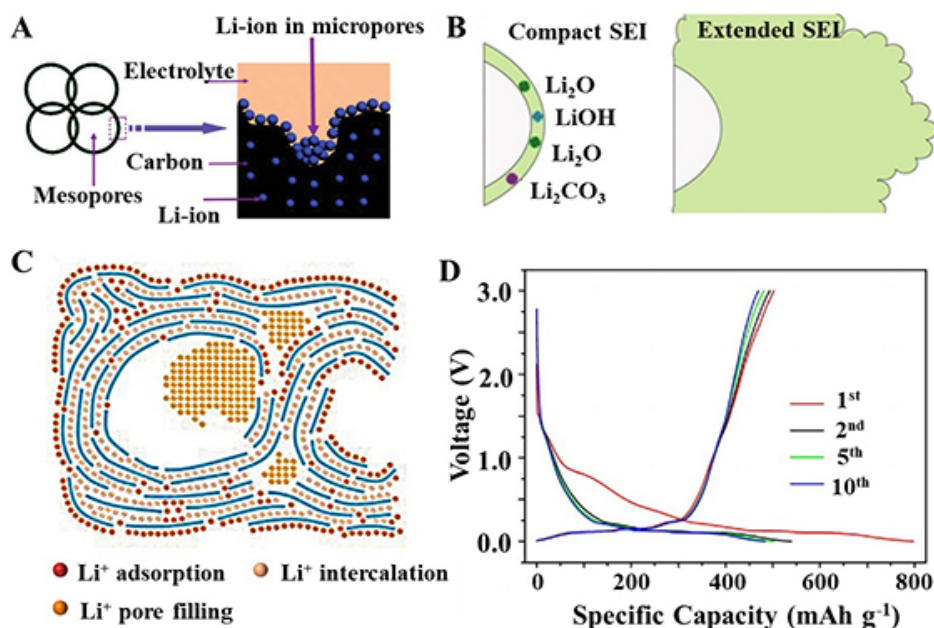 A
Li-ion in micropores
Electrolyte
Carbon
Mesopores
Li-ion
B
Compact SEI
Extended SEI
Li₂O
LiOH
Li₂O
Li₂CO₃
C
Li⁺ adsorption
Li⁺ intercalation
Li⁺ pore filling
D
3.0
2.0
1.0
0.0
Voltage (V)
1ˢᵗ
2ⁿᵈ
5ᵗʰ
10ᵗʰ
0 200 400 600 800
Specific Capacity (mAh g⁻¹)